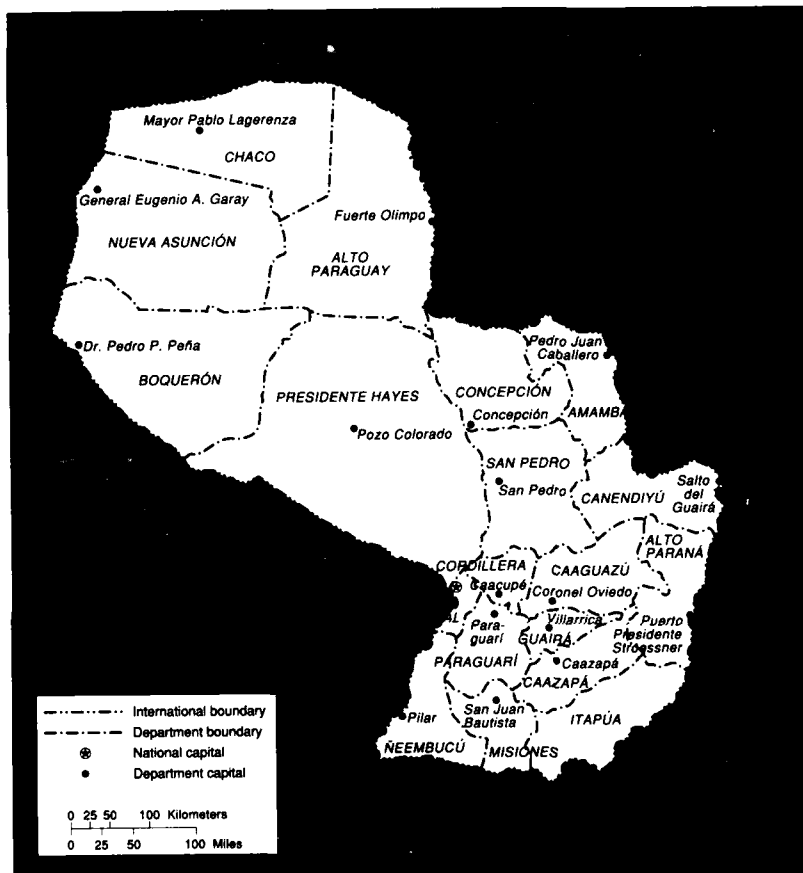 Mayor Pablo Lagerenza
CHACO
General Eugenio A. Garay
NUEVA ASUNCIÓN
Fuerte Olimpo
ALTO
PARAGUAY
Dr. Pedro P. Peña
BOQUERÓN
PRESIDENTE HAYES
Pozo Colorado
Pedro Juan
Caballero
CONCEPCIÓN
Concepción
AMAMBA
SAN PEDRO
San Pedro
CANENDIYÚ
Salto
del
Guairá
ALTO
PARANÁ
CORDILLERA
Caacupé
CAAGUAZÚ
Coronel Oviedo
AL
Para-
guarí
Villarrica
GUAIRÁ
Puerto
Presidente
Stroessner
PARAGUARÍ
Caazapá
CAAZAPÁ
San Juan
Bautista
ITAPÚA
Pilar
ÑEEMBUCÚ
MISIONES
International boundary
Department boundary
National capital
Department capital
0 25 50 100 Kilometers
0 25 50 100 Miles